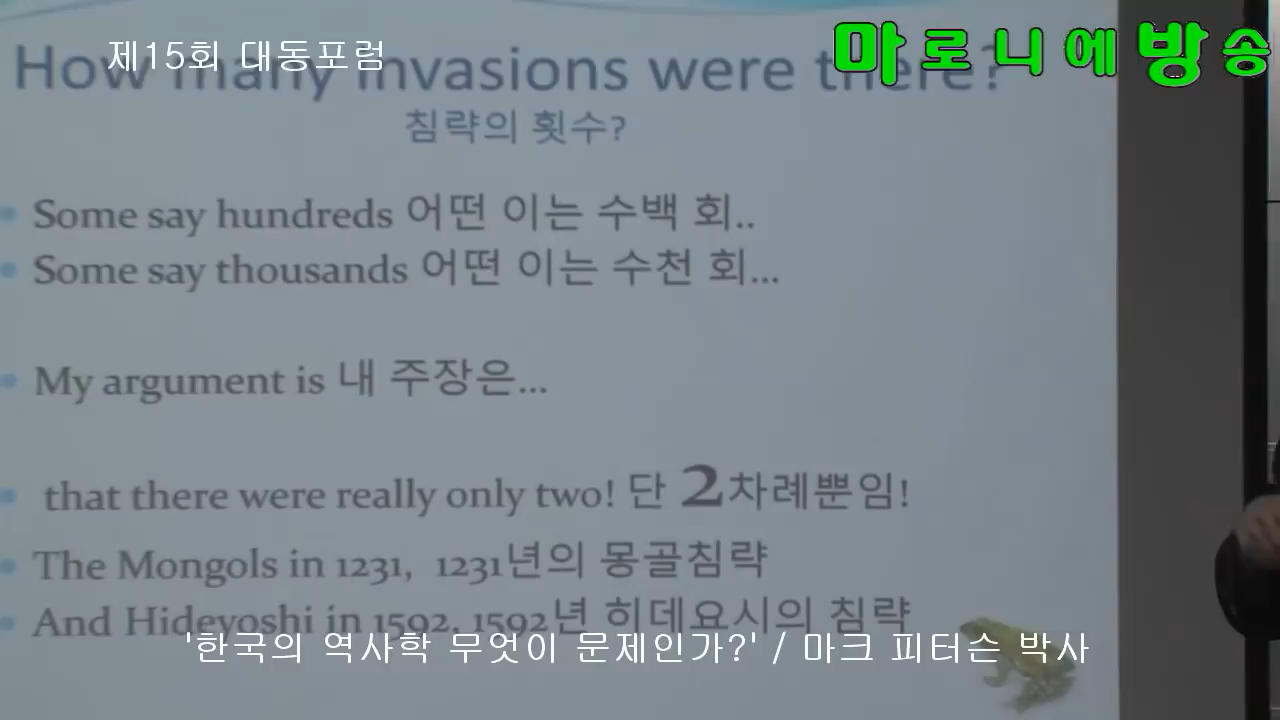 제15회 대동포럼
마로니에방송
How many invasions were there?
침략의 횟수?
Some say hundreds 어떤 이는 수백 회..
Some say thousands 어떤 이는 수천 회...
My argument is 내 주장은...
that there were really only two! 단 2차례뿐임!
The Mongols in 1231, 1231년의 몽골침략
And Hideyoshi in 1592, 1592년 히데요시의 침략
'한국의 역사학 무엇이 문제인가?' / 마크 피터슨 박사